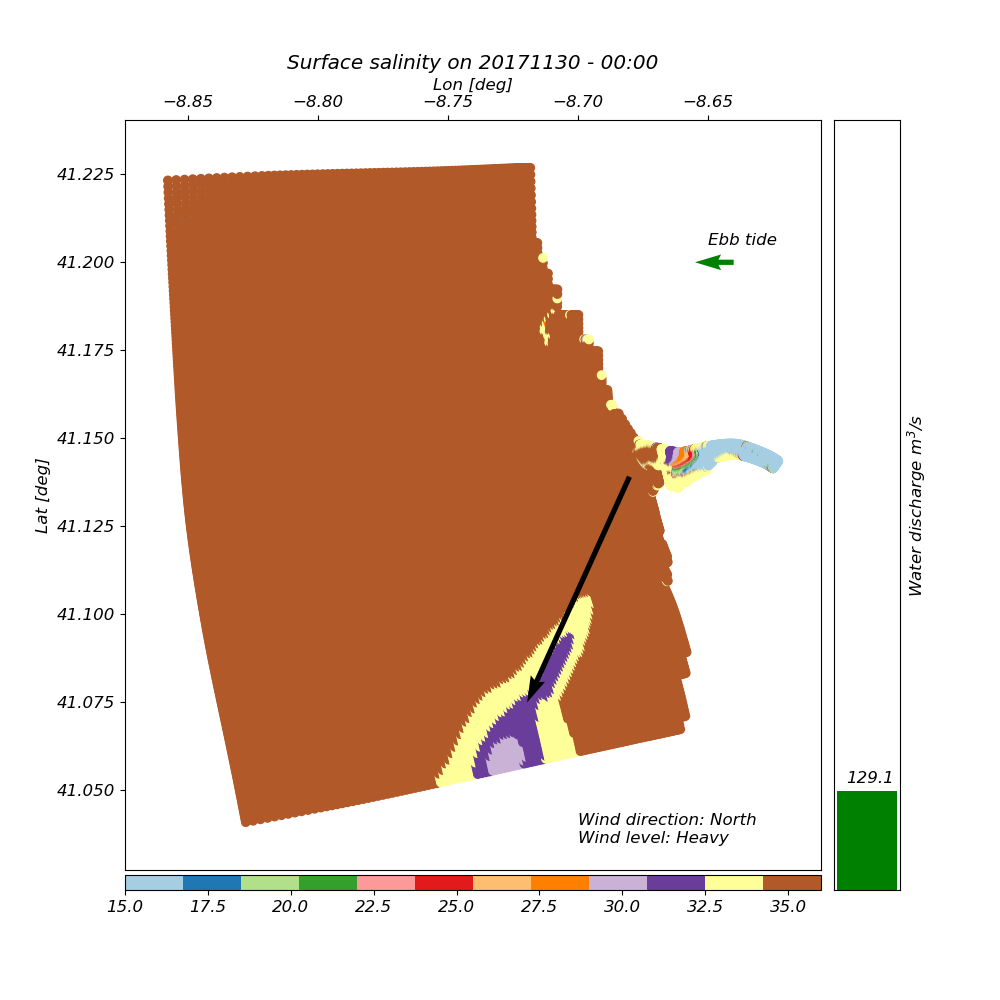 Surface salinity on 20171130 - 00:00
Lon [deg]
−8.85 −8.80 −8.75 −8.70 −8.65
41.225
41.200
41.175
41.150
41.125
41.100
41.075
41.050
Lat [deg]
Ebb tide
Wind direction: North
Wind level: Heavy
129.1
Water discharge m³/s
15.0 17.5 20.0 22.5 25.0 27.5 30.0 32.5 35.0